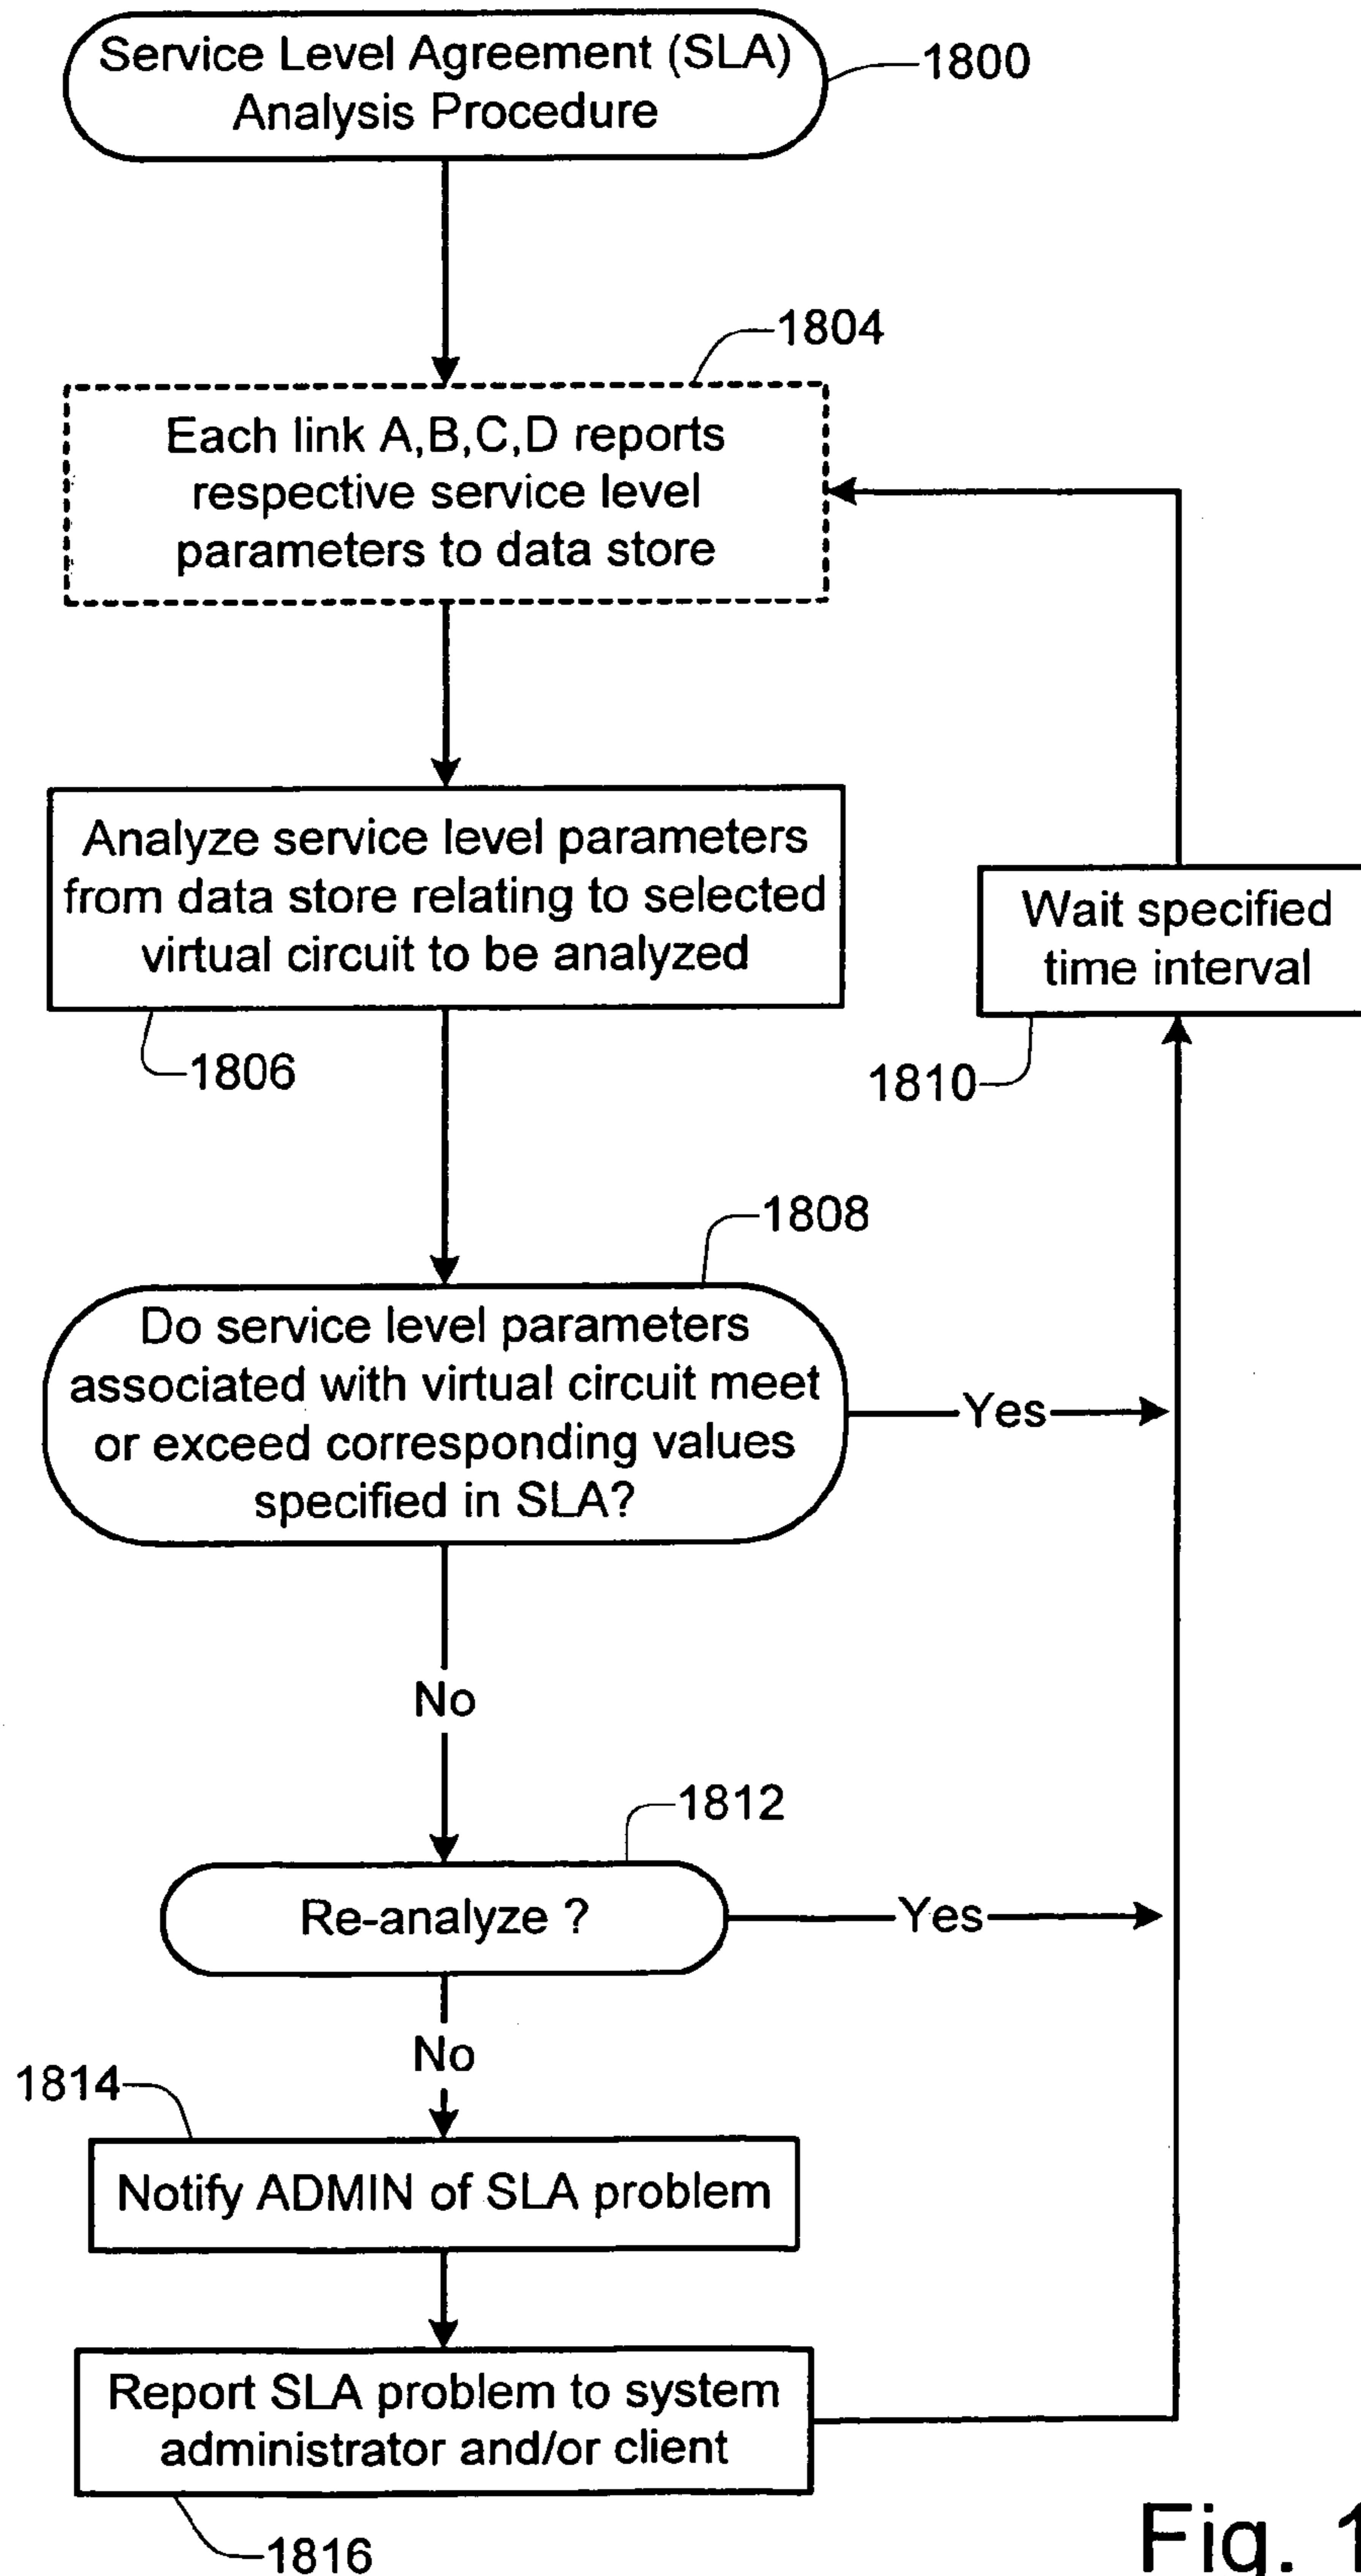 Service Level Agreement (SLA)
Analysis Procedure
1800
1804
Each link A,B,C,D reports
respective service level
parameters to data store
Analyze service level parameters
from data store relating to selected
virtual circuit to be analyzed
1806
Wait specified
time interval
1810
1808
Do service level parameters
associated with virtual circuit meet
or exceed corresponding values
specified in SLA?
Yes
No
1812
Re-analyze ?
Yes
No
1814
Notify ADMIN of SLA problem
Report SLA problem to system
administrator and/or client
1816
Fig. 1